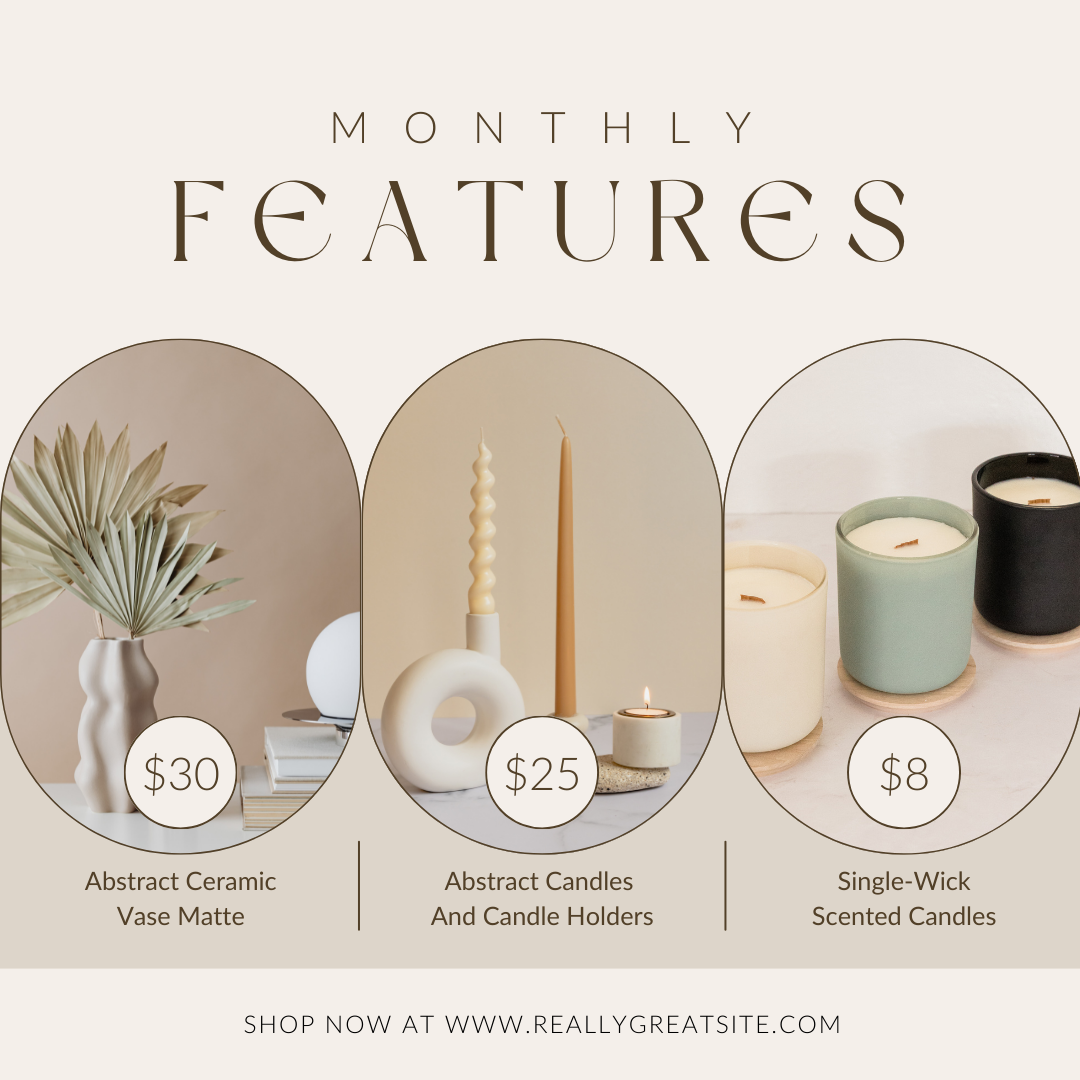 MONTHLY
FEATURES
$30
$25
$8
Abstract Ceramic
Vase Matte
Abstract Candles
And Candle Holders
Single-Wick
Scented Candles
SHOP NOW AT WWW.REALLYGREATSITE.COM